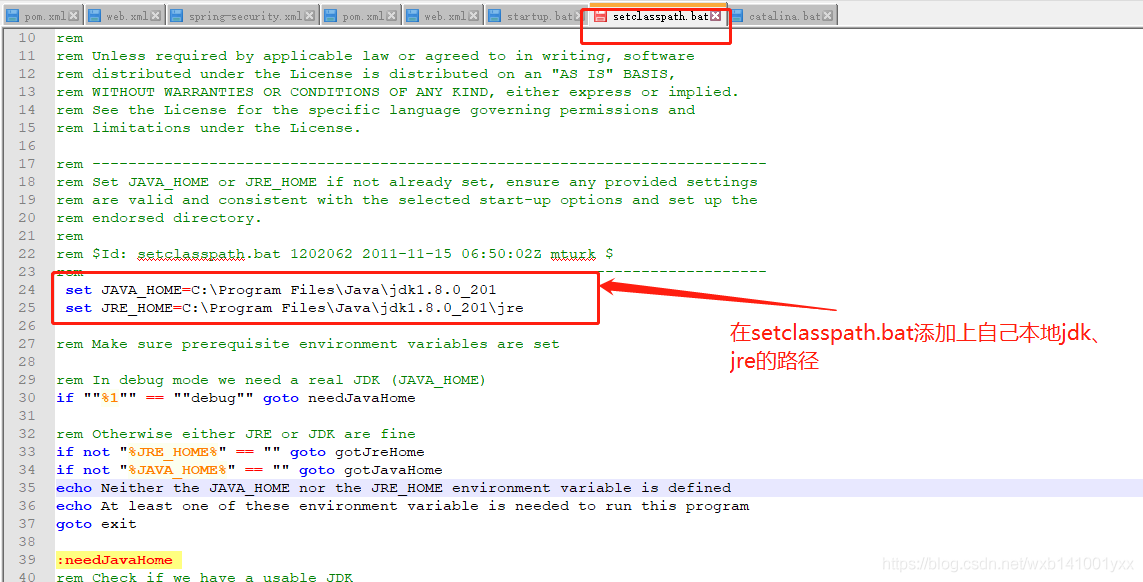 pom.xml web.xml spring-security.xml pom.xml web.xml startup.bat setclasspath.bat catalina.bat
10 rem
11 rem Unless required by applicable law or agreed to in writing, software
12 rem distributed under the License is distributed on an "AS IS" BASIS,
13 rem WITHOUT WARRANTIES OR CONDITIONS OF ANY KIND, either express or implied.
14 rem See the License for the specific language governing permissions and
15 rem limitations under the License.
16
17 rem ---------------------------------------------------------------------------
18 rem Set JAVA_HOME or JRE_HOME if not already set, ensure any provided settings
19 rem are valid and consistent with the selected start-up options and set up the
20 rem endorsed directory.
21 rem
22 rem $Id: setclasspath.bat 1202062 2011-11-15 06:50:02Z mturk $
23 rem ---------------------------------------------------------------------------
24 set JAVA_HOME=C:\Program Files\Java\jdk1.8.0_201
25 set JRE_HOME=C:\Program Files\Java\jdk1.8.0_201\jre
26
27 rem Make sure prerequisite environment variables are set
28
29 rem In debug mode we need a real JDK (JAVA_HOME)
30 if ""%1"" == ""debug"" goto needJavaHome
31
32 rem Otherwise either JRE or JDK are fine
33 if not "%JRE_HOME%" == "" goto gotJreHome
34 if not "%JAVA_HOME%" == "" goto gotJavaHome
35 echo Neither the JAVA_HOME nor the JRE_HOME environment variable is defined
36 echo At least one of these environment variable is needed to run this program
37 goto exit
38
39 :needJavaHome
40 rem Check if we have a usable JDK
在setclasspath.bat添加上自己本地jdk、
jre的路径
https://blog.csdn.net/wxb141001yxx